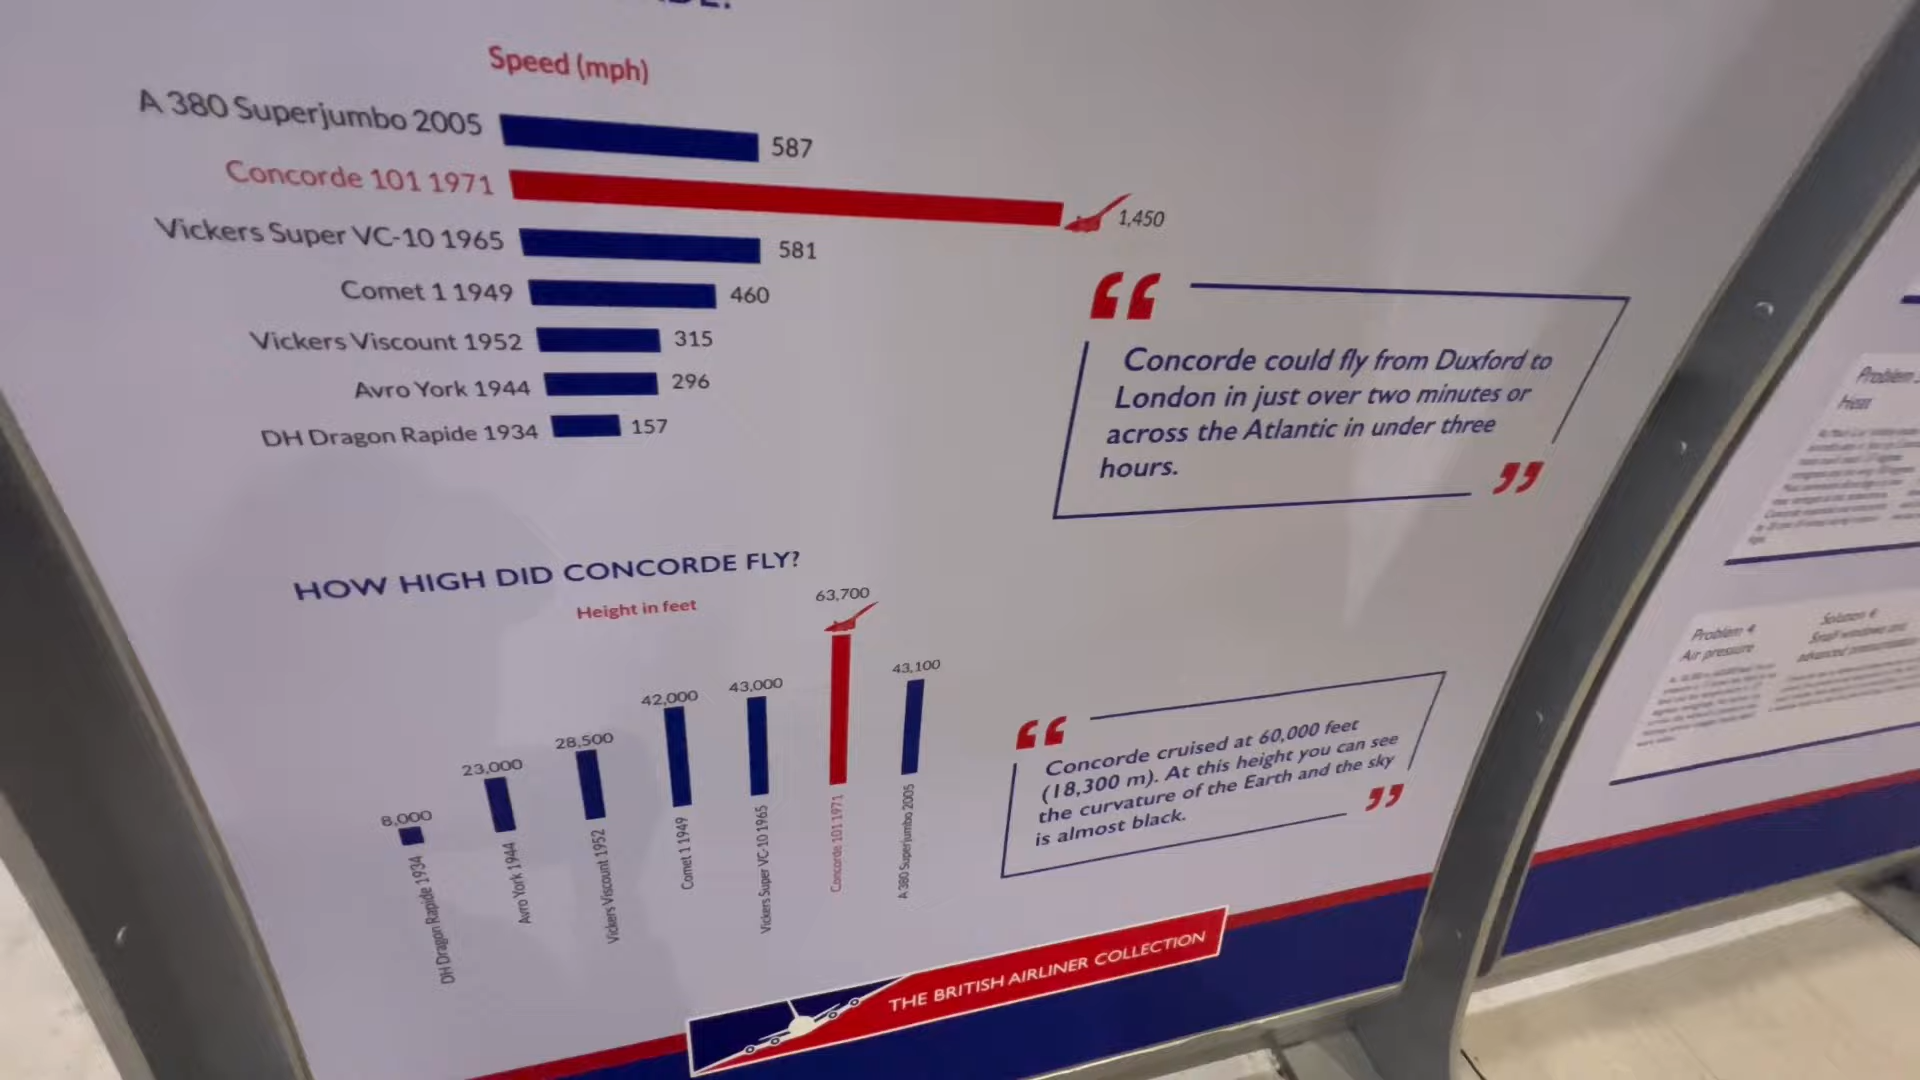 Speed (mph)
A 380 Superjumbo 2005 587
Concorde 101 1971 1,450
Vickers Super VC-10 1965 581
Comet 1 1949 460
Vickers Viscount 1952 315
Avro York 1944 296
DH Dragon Rapide 1934 157
“
Concorde could fly from Duxford to
London in just over two minutes or
across the Atlantic in under three
hours.
”
HOW HIGH DID CONCORDE FLY?
Height in feet
8,000
23,000
28,500
42,000
43,000
63,700
43,100
DH Dragon Rapide 1934
Avro York 1944
Vickers Viscount 1952
Comet 1 1949
Vickers Super VC-10 1965
Concorde 101 1971
A 380 Superjumbo 2005
“
Concorde cruised at 60,000 feet
(18,300 m). At this height you can see
the curvature of the Earth and the sky
is almost black.
”
THE BRITISH AIRLINER COLLECTION
Problem
Heat
Problem 4
Air pressure
Solution 4
Small windows and